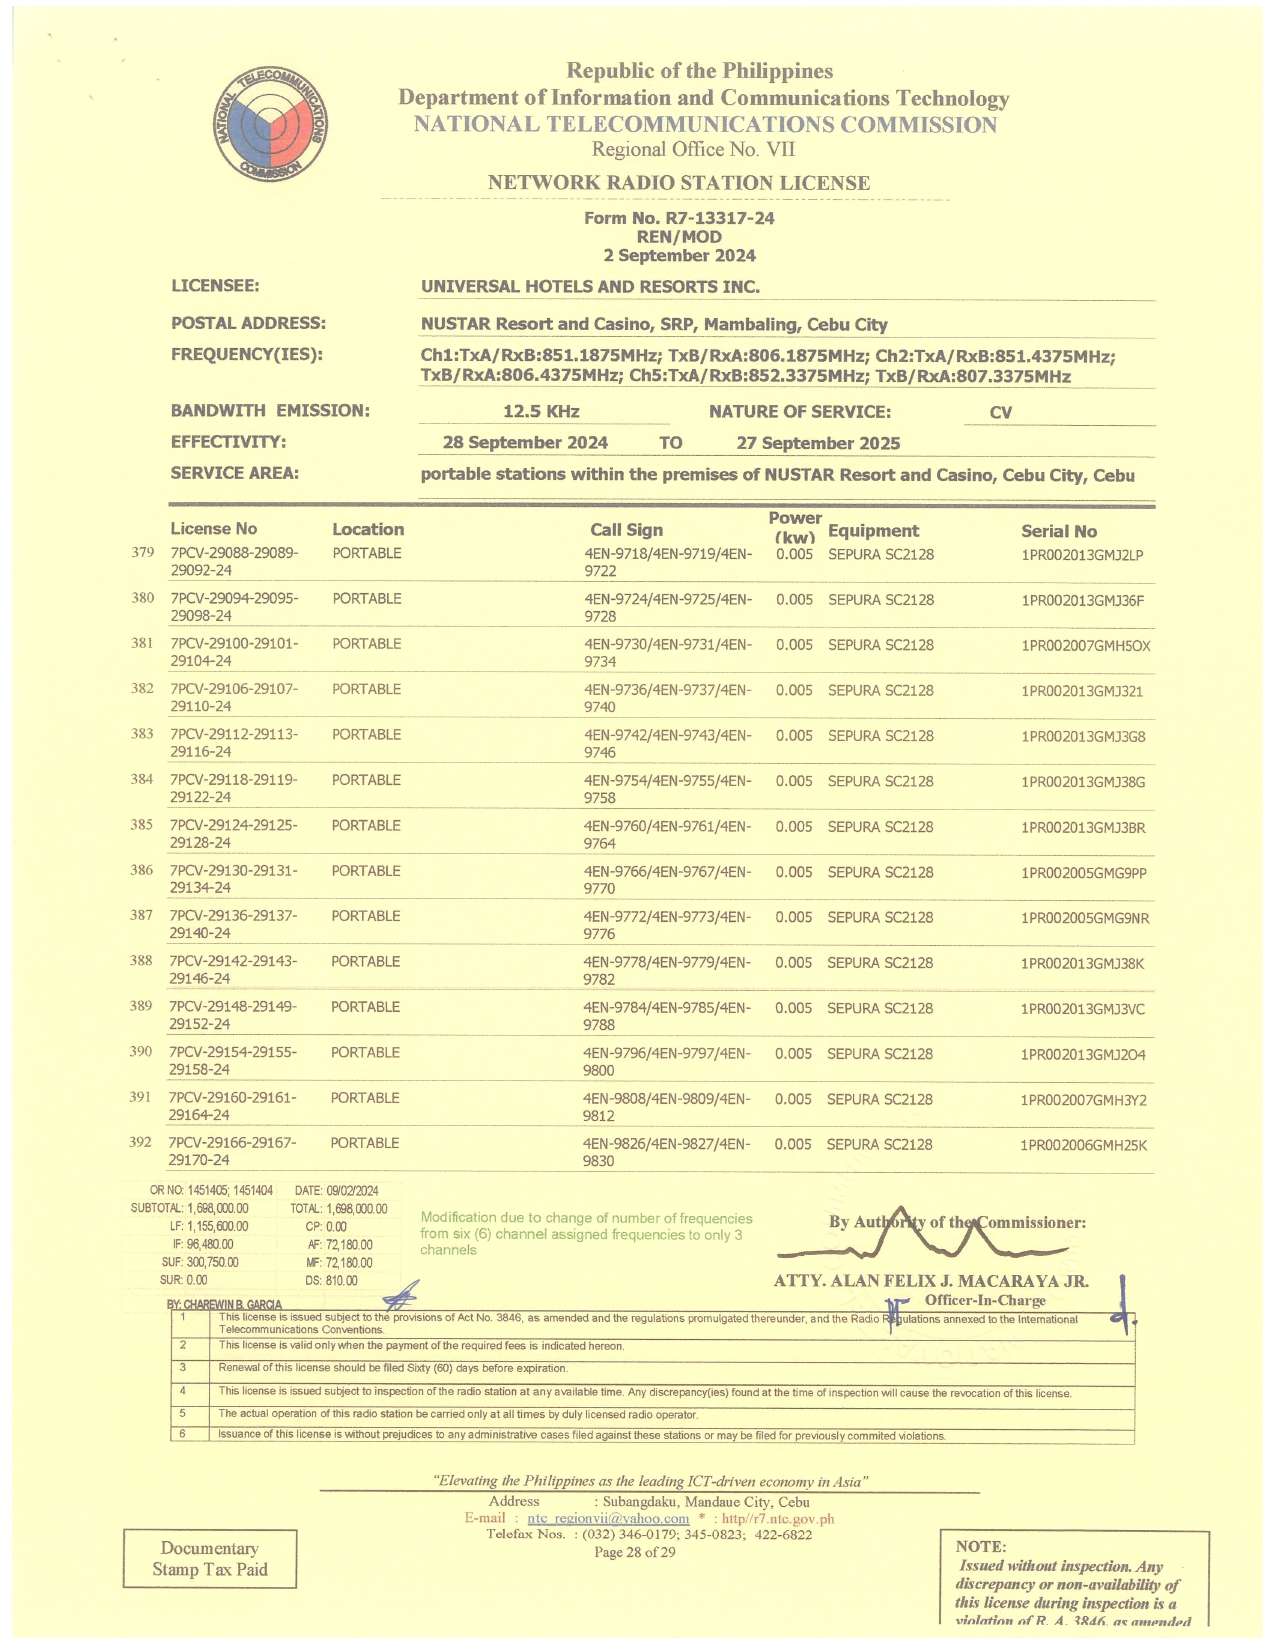 NATIONAL TELECOMMUNICATIONS COMMISSION
Republic of the Philippines
Department of Information and Communications Technology
NATIONAL TELECOMMUNICATIONS COMMISSION
Regional Office No. VII
NETWORK RADIO STATION LICENSE
Form No. R7-13317-24
REN/MOD
2 September 2024
LICENSEE: UNIVERSAL HOTELS AND RESORTS INC.
POSTAL ADDRESS: NUSTAR Resort and Casino, SRP, Mambaling, Cebu City
FREQUENCY(IES): Ch1:TxA/RxB:851.1875MHz; TxB/RxA:806.1875MHz; Ch2:TxA/RxB:851.4375MHz;
TxB/RxA:806.4375MHz; Ch5:TxA/RxB:852.3375MHz; TxB/RxA:807.3375MHz
BANDWITH EMISSION: 12.5 KHz NATURE OF SERVICE: CV
EFFECTIVITY: 28 September 2024 TO 27 September 2025
SERVICE AREA: portable stations within the premises of NUSTAR Resort and Casino, Cebu City, Cebu
License No Location Call Sign Power (kw) Equipment Serial No
379 7PCV-29088-29089- PORTABLE 4EN-9718/4EN-9719/4EN- 0.005 SEPURA SC2128 1PR002013GMJ2LP
29092-24 9722
380 7PCV-29094-29095- PORTABLE 4EN-9724/4EN-9725/4EN- 0.005 SEPURA SC2128 1PR002013GMJ36F
29098-24 9728
381 7PCV-29100-29101- PORTABLE 4EN-9730/4EN-9731/4EN- 0.005 SEPURA SC2128 1PR002007GMH5OX
29104-24 9734
382 7PCV-29106-29107- PORTABLE 4EN-9736/4EN-9737/4EN- 0.005 SEPURA SC2128 1PR002013GMJ321
29110-24 9740
383 7PCV-29112-29113- PORTABLE 4EN-9742/4EN-9743/4EN- 0.005 SEPURA SC2128 1PR002013GMJ3G8
29116-24 9746
384 7PCV-29118-29119- PORTABLE 4EN-9754/4EN-9755/4EN- 0.005 SEPURA SC2128 1PR002013GMJ38G
29122-24 9758
385 7PCV-29124-29125- PORTABLE 4EN-9760/4EN-9761/4EN- 0.005 SEPURA SC2128 1PR002013GMJ3BR
29128-24 9764
386 7PCV-29130-29131- PORTABLE 4EN-9766/4EN-9767/4EN- 0.005 SEPURA SC2128 1PR002005GMG9PP
29134-24 9770
387 7PCV-29136-29137- PORTABLE 4EN-9772/4EN-9773/4EN- 0.005 SEPURA SC2128 1PR002005GMG9NR
29140-24 9776
388 7PCV-29142-29143- PORTABLE 4EN-9778/4EN-9779/4EN- 0.005 SEPURA SC2128 1PR002013GMJ38K
29146-24 9782
389 7PCV-29148-29149- PORTABLE 4EN-9784/4EN-9785/4EN- 0.005 SEPURA SC2128 1PR002013GMJ3VC
29152-24 9788
390 7PCV-29154-29155- PORTABLE 4EN-9796/4EN-9797/4EN- 0.005 SEPURA SC2128 1PR002013GMJ2O4
29158-24 9800
391 7PCV-29160-29161- PORTABLE 4EN-9808/4EN-9809/4EN- 0.005 SEPURA SC2128 1PR002007GMH3Y2
29164-24 9812
392 7PCV-29166-29167- PORTABLE 4EN-9826/4EN-9827/4EN- 0.005 SEPURA SC2128 1PR002006GMH25K
29170-24 9830
OR NO: 1451405; 1451404 DATE: 09/02/2024
SUBTOTAL: 1,698,000.00 TOTAL: 1,698,000.00
LF: 1,155,600.00 CP: 0.00
IF: 96,480.00 AF: 72,180.00
SUF: 300,750.00 MF: 72,180.00
SUR: 0.00 DS: 810.00
BY: CHAREWIN B. GARCIA
Modification due to change of number of frequencies
from six (6) channel assigned frequencies to only 3
channels
By Authority of the Commissioner:
ATTY. ALAN FELIX J. MACARAYA JR.
Officer-In-Charge
1 This license is issued subject to the provisions of Act No. 3846, as amended and the regulations promulgated thereunder, and the Radio Regulations annexed to the International
Telecommunications Conventions.
2 This license is valid only when the payment of the required fees is indicated hereon.
3 Renewal of this license should be filed Sixty (60) days before expiration.
4 This license is issued subject to inspection of the radio station at any available time. Any discrepancy(ies) found at the time of inspection will cause the revocation of this license.
5 The actual operation of this radio station be carried only at all times by duly licensed radio operator.
6 Issuance of this license is without prejudices to any administrative cases filed against these stations or may be filed for previously commited violations.
"Elevating the Philippines as the leading ICT-driven economy in Asia"
Address : Subangdaku, Mandaue City, Cebu
E-mail : ntc_regionvii@yahoo.com * : http//r7.ntc.gov.ph
Telefax Nos. : (032) 346-0179; 345-0823; 422-6822
Page 28 of 29
Documentary
Stamp Tax Paid
NOTE:
Issued without inspection. Any
discrepancy or non-availability of
this license during inspection is a
violation of R. A. 3846, as amended